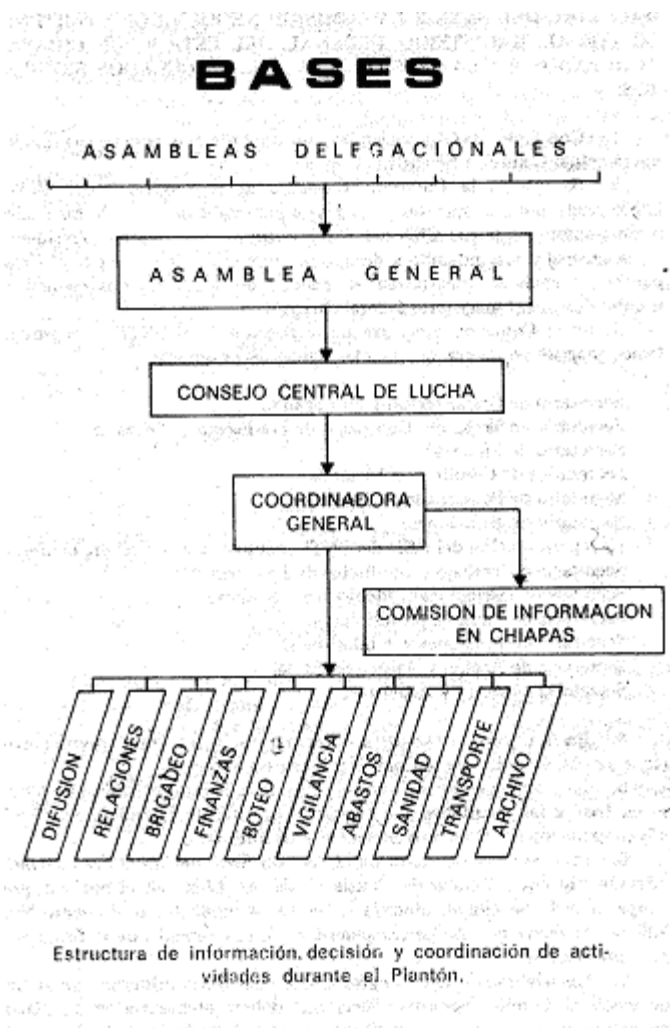 BASES
ASAMBLEAS DELEGACIONALES
ASAMBLEA GENERAL
CONSEJO CENTRAL DE LUCHA
COORDINADORA
GENERAL
COMISION DE INFORMACION
EN CHIAPAS
DIFUSION
RELACIONES
BRIGADEO
FINANZAS
BOTEO
VIGILANCIA
ABASTOS
SANIDAD
TRANSPORTE
ARCHIVO
Estructura de información, decisión y coordinación de acti-
vidades durante el Plantón.